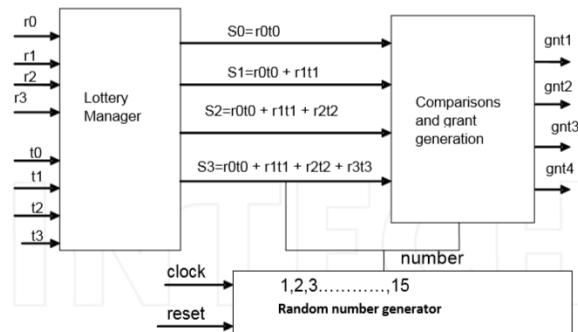 r0
r1
r2
r3
t0
t1
t2
t3
Lottery
Manager
S0= r0t0
S1=r0t0 + r1t1
S2=r0t0 + r1t1 + r2t2
S3=r0t0 + r1t1 + r2t2 + r3t3
Comparisons
and grant
generation
gnt1
gnt2
gnt3
gnt4
number
clock
reset
1,2,3............,15
Random number generator
INTECH